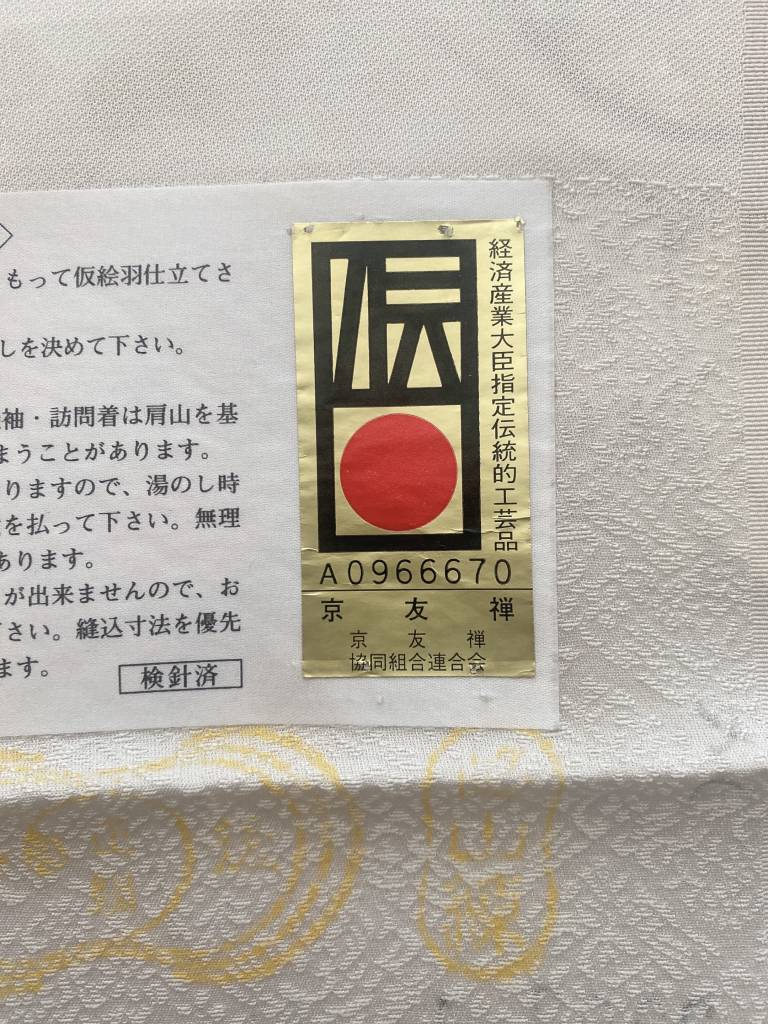 もって仮絵羽仕立てさ
しを決めて下さい。
袖・訪問着は肩山を基
まうことがあります。
りますので、湯のし時
を払って下さい。無理
あります。
が出来ませんので、お
さい。縫込寸法を優先
ます。
検針済
経済産業大臣指定伝統的工芸品
伝
A0966670
京友禅
京友禅
協同組合連合会